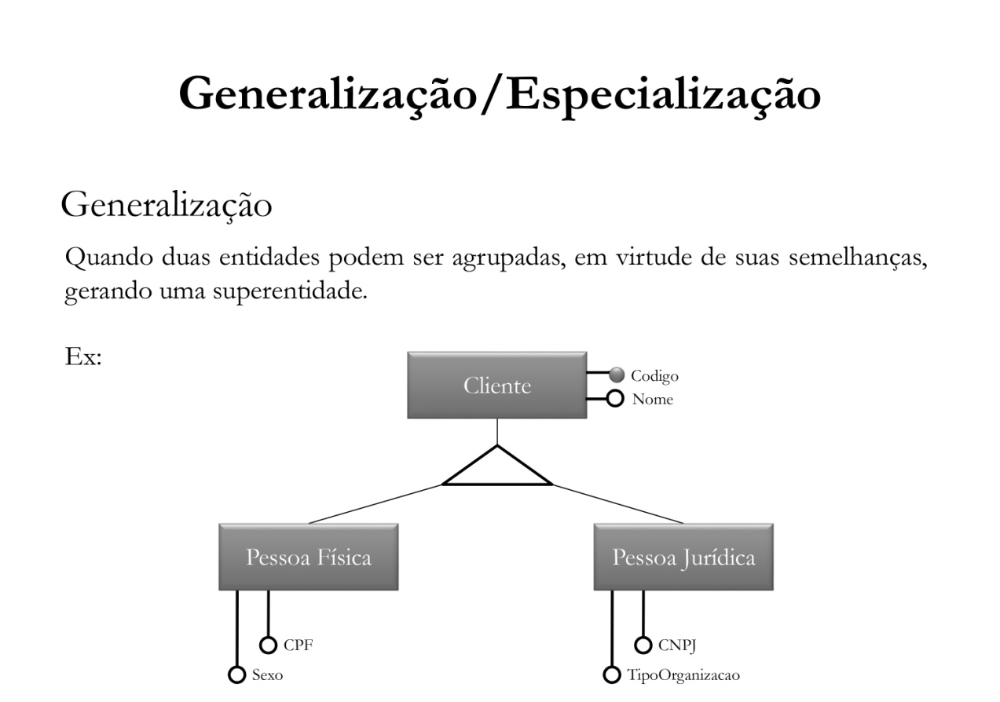 Generalização/Especialização
Generalização
Quando duas entidades podem ser agrupadas, em virtude de suas semelhanças,
gerando uma superentidade.
Ex:
Cliente
Codigo
Nome
Pessoa Física
Pessoa Jurídica
CPF
Sexo
CNPJ
TipoOrganizacao